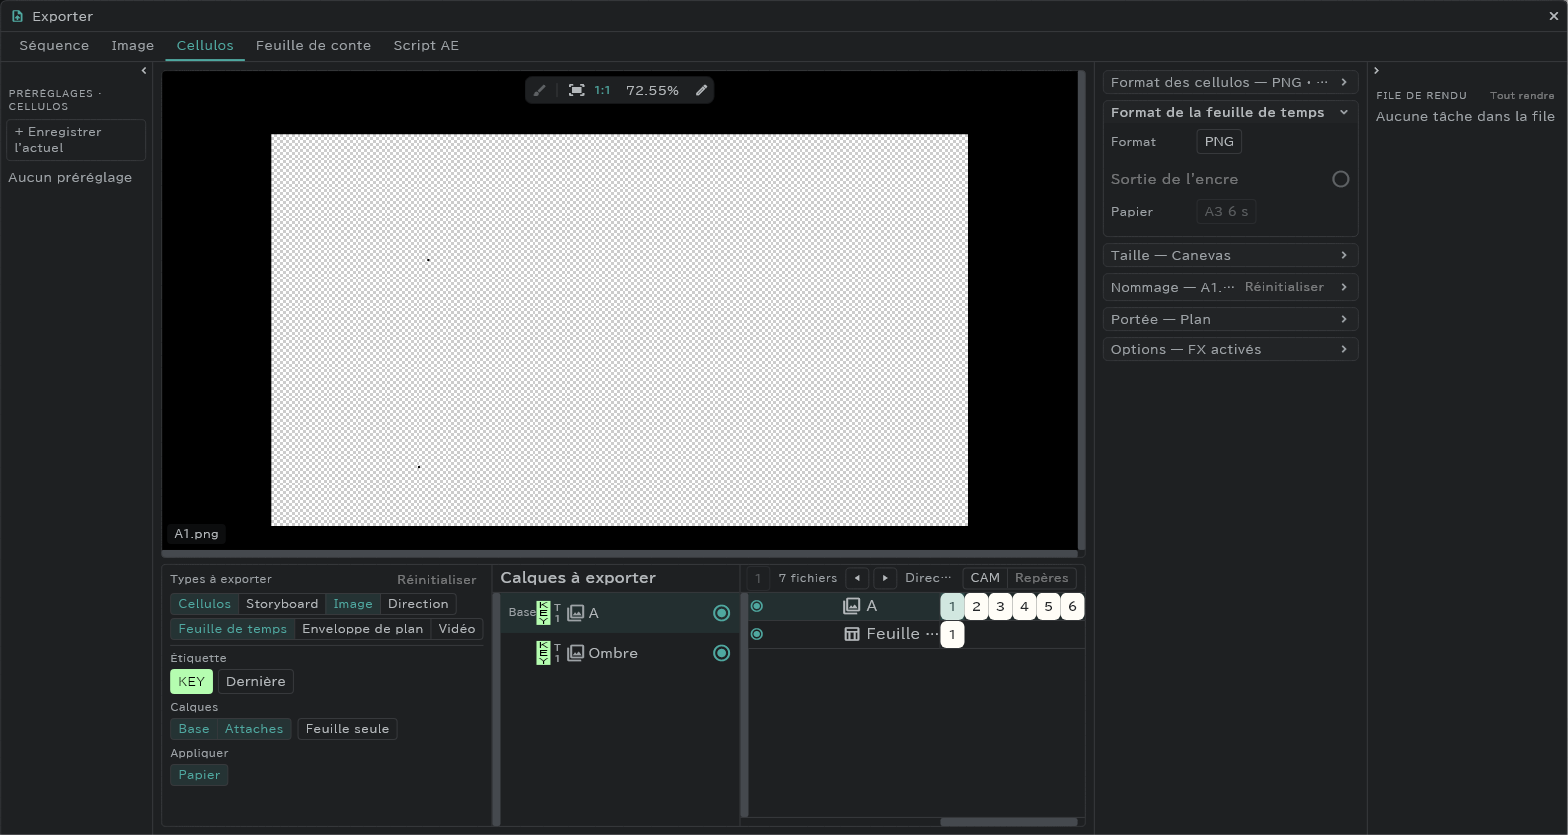 Exporter
Séquence Image Cellulos Feuille de conte Script AE
PRÉRÉGLAGES -
CELLULOS
+ Enregistrer
l'actuel
Aucun préréglage
1:1 72.55%
A1.png
Types à exporter Réinitialiser
Cellulos Storyboard Image Direction
Feuille de temps Enveloppe de plan Vidéo
Étiquette
KEY Dernière
Calques
Base Attaches Feuille seule
Appliquer
Papier
Calques à exporter
Base KEY T1 A
KEY T1 Ombre
1 7 fichiers Direc··· CAM Repères
A 1 2 3 4 5 6
Feuille ··· 1
Format des cellulos — PNG • ···
Format de la feuille de temps
Format PNG
Sortie de l'encre
Papier A3 6 s
Taille — Canevas
Nommage — A1.··· Réinitialiser
Portée — Plan
Options — FX activés
FILE DE RENDU Tout rendre
Aucune tâche dans la file